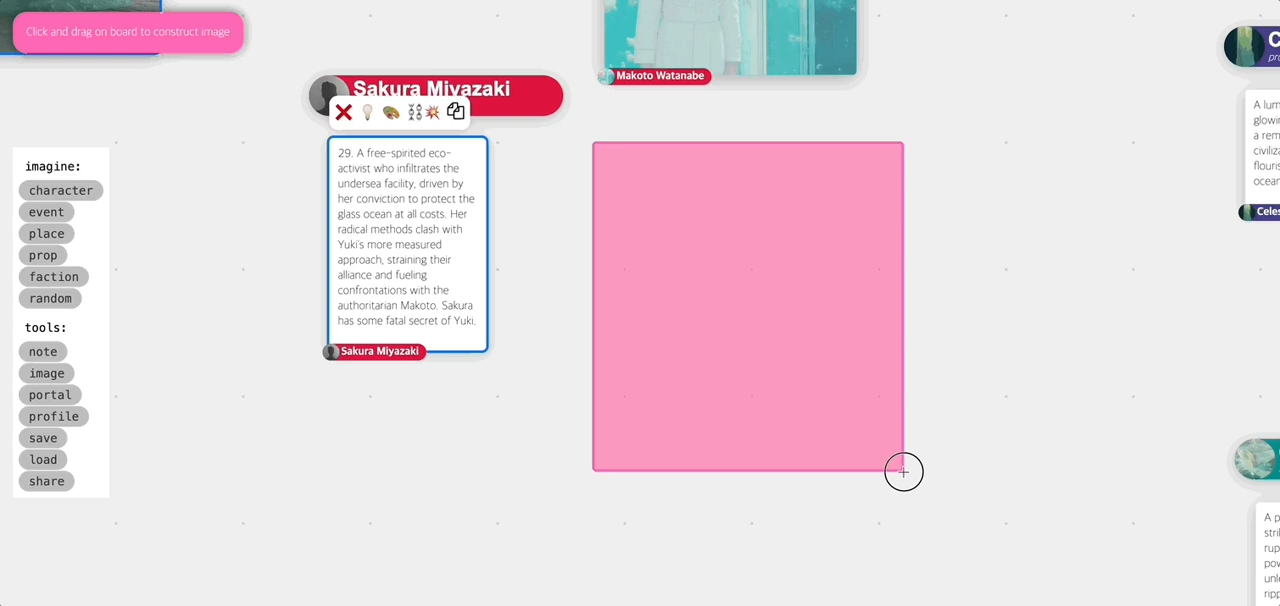 Click and drag on board to construct image
Makoto Watanabe
Sakura Miyazaki
29. A free-spirited eco-
activist who infiltrates the
undersea facility, driven by
her conviction to protect the
glass ocean at all costs. Her
radical methods clash with
Yuki's more measured
approach, straining their
alliance and fueling
confrontations with the
authoritarian Makoto. Sakura
has some fatal secret of Yuki.
Sakura Miyazaki
imagine:
character
event
place
prop
faction
random
tools:
note
image
portal
profile
save
load
share
C
pro
A lum
glowin
a rem
civiliza
flouris
ocean
Celes
A p
strik
rup
pow
unle
ripp